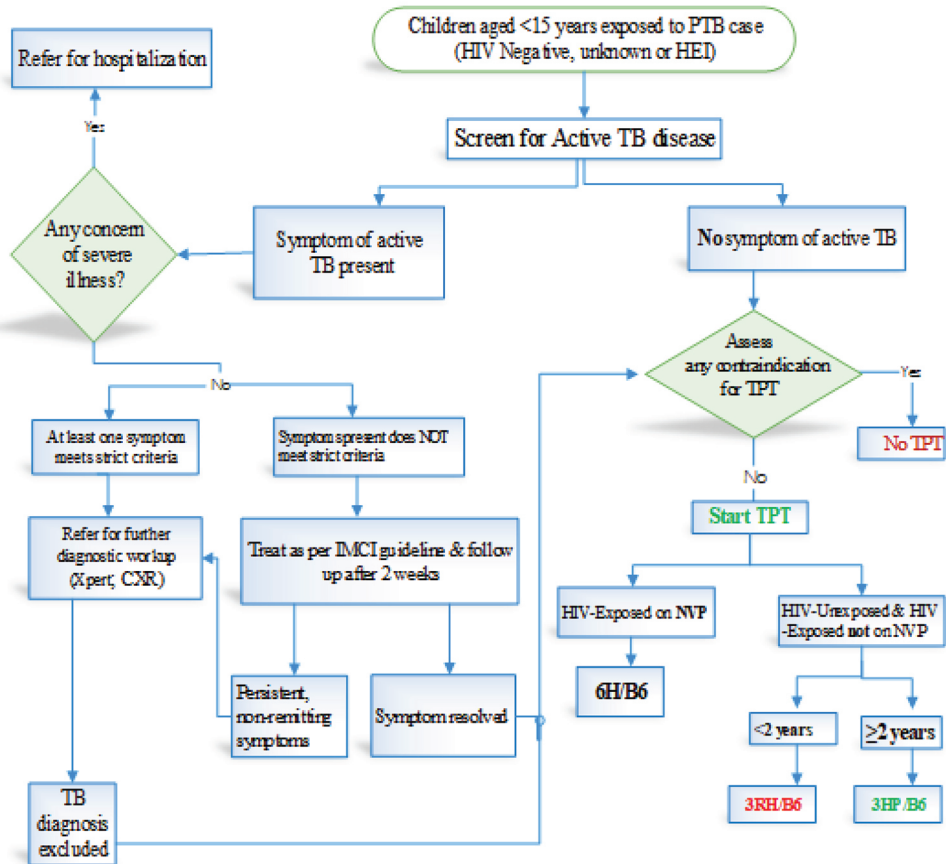 Children aged <15 years exposed to PTB case
(HIV Negative, unknown or HEI)
Refer for hospitalization
Yes
Screen for Active TB disease
Any concern
of severe
illness?
Symptom of active
TB present
No symptom of active TB
Assess
any contraindication
for TPT
Yes
No TPT
No
No
At least one symptom
meets strict criteria
Symptom spresent does NOT
meet strict criteria
Start TPT
Refer for further
diagnostic workup
(Xpert, CXR)
Treat as per IMCI guideline & follow
up after 2 weeks
HIV-Exposed on NVP
HIV-Unexposed & HIV
-Exposed not on NVP
6H/B6
Persistent,
non-remitting
symptoms
Symptom resolved
<2 years
≥2 years
3RH/B6
3HP/B6
TB
diagnosis
excluded